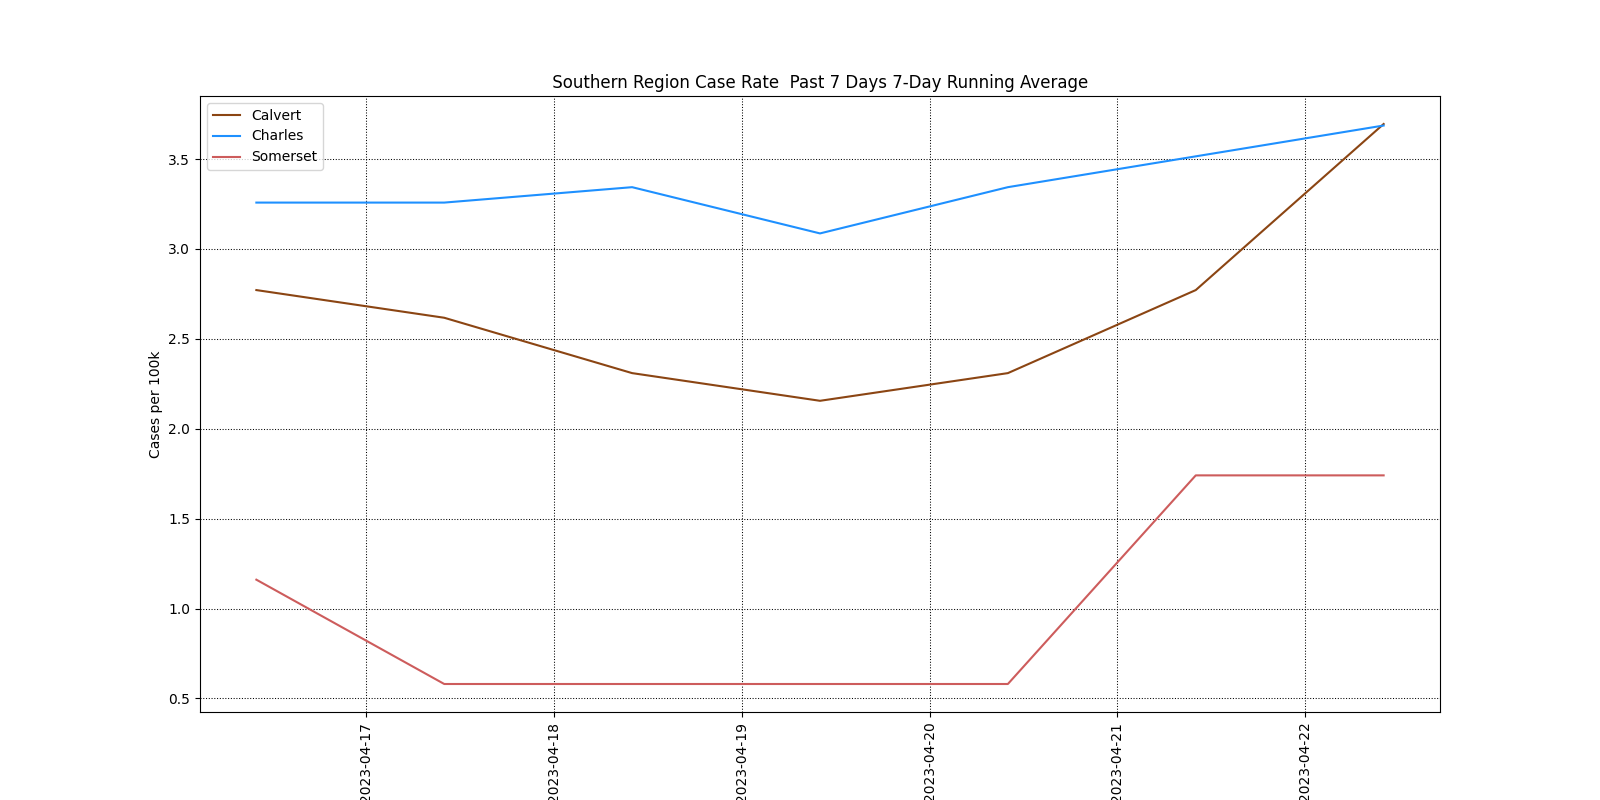 Southern Region Case Rate  Past 7 Days 7-Day Running Average
Calvert
Charles
Somerset
3.5
3.0
2.5
2.0
1.5
1.0
0.5
Cases per 100k
2023-04-17
2023-04-18
2023-04-19
2023-04-20
2023-04-21
2023-04-22